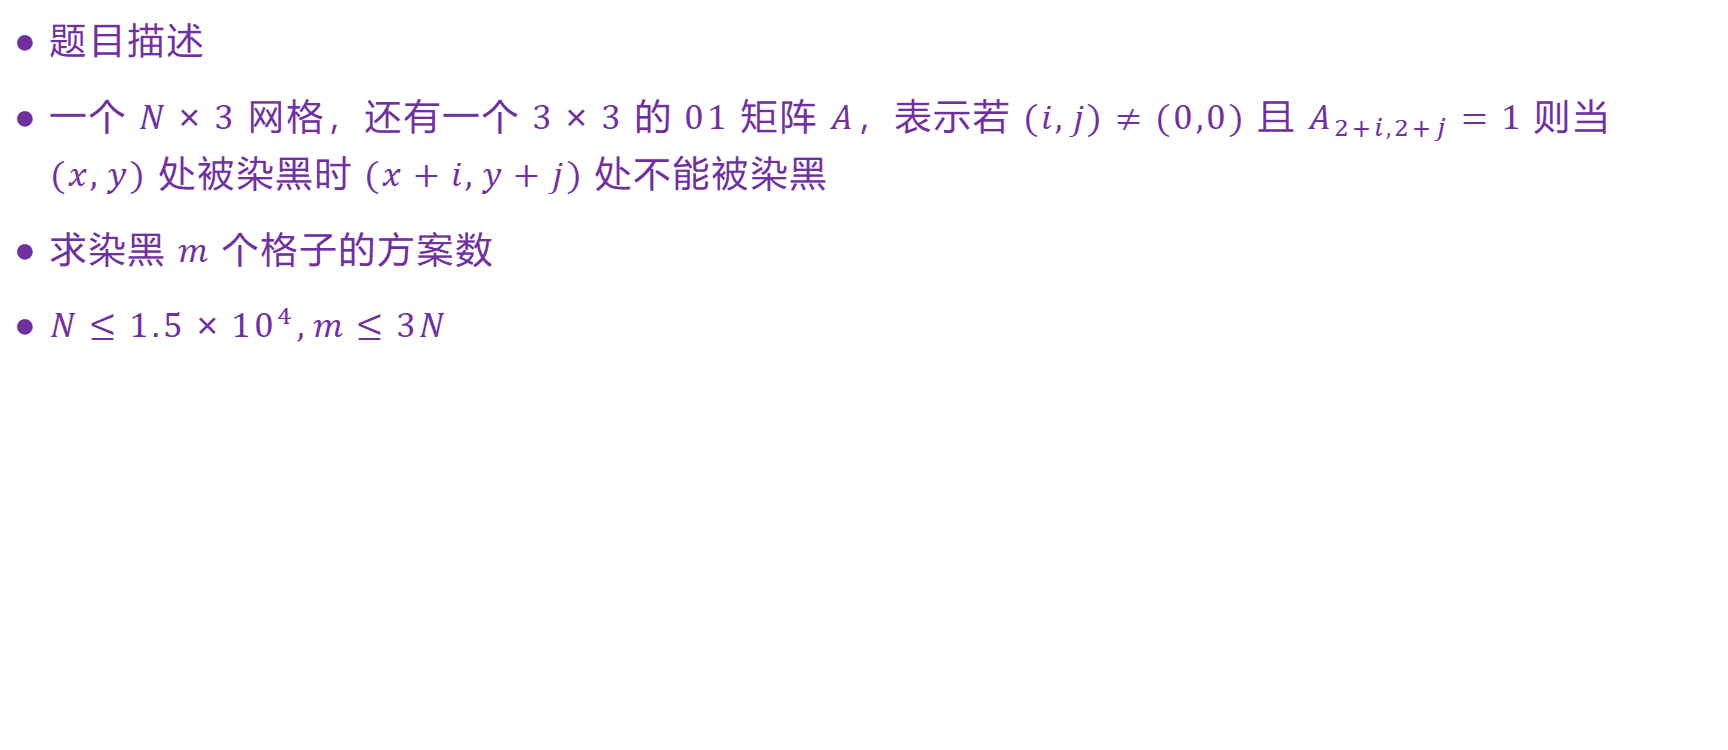 • 题目描述
• 一个 N × 3 网格，还有一个 3 × 3 的 01 矩阵 A，表示若 (i, j) ≠ (0,0) 且 A_{2+i,2+j} = 1 则当
(x, y) 处被染黑时 (x + i, y + j) 处不能被染黑
• 求染黑 m 个格子的方案数
• N ≤ 1.5 × 10^4, m ≤ 3N